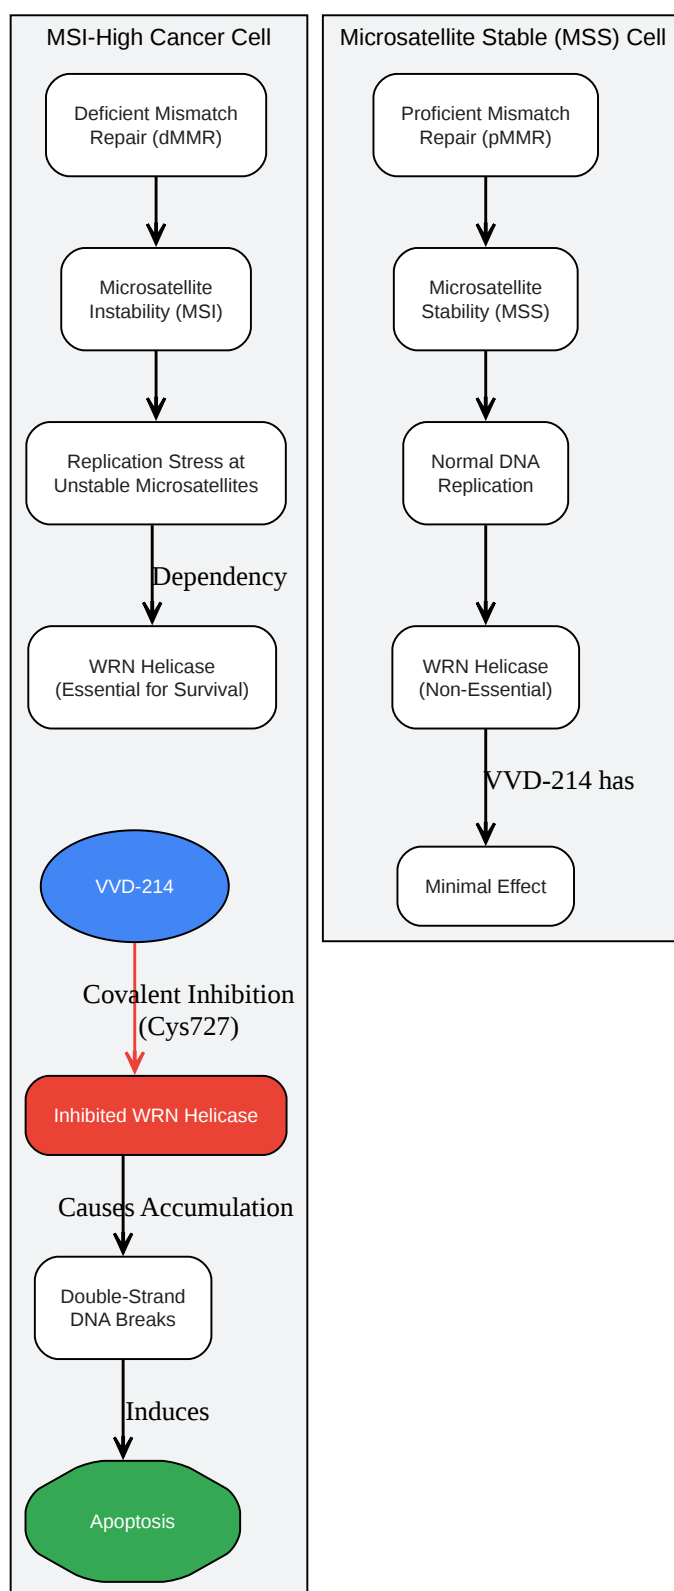 MSI-High Cancer Cell
Deficient Mismatch
Repair (dMMR)
Microsatellite
Instability (MSI)
Replication Stress at
Unstable Microsatellites
Dependency
WRN Helicase
(Essential for Survival)
VVD-214
Covalent Inhibition
(Cys727)
Inhibited WRN Helicase
Causes Accumulation
Double-Strand
DNA Breaks
Induces
Apoptosis
Microsatellite Stable (MSS) Cell
Proficient Mismatch
Repair (pMMR)
Microsatellite
Stability (MSS)
Normal DNA
Replication
WRN Helicase
(Non-Essential)
VVD-214 has
Minimal Effect